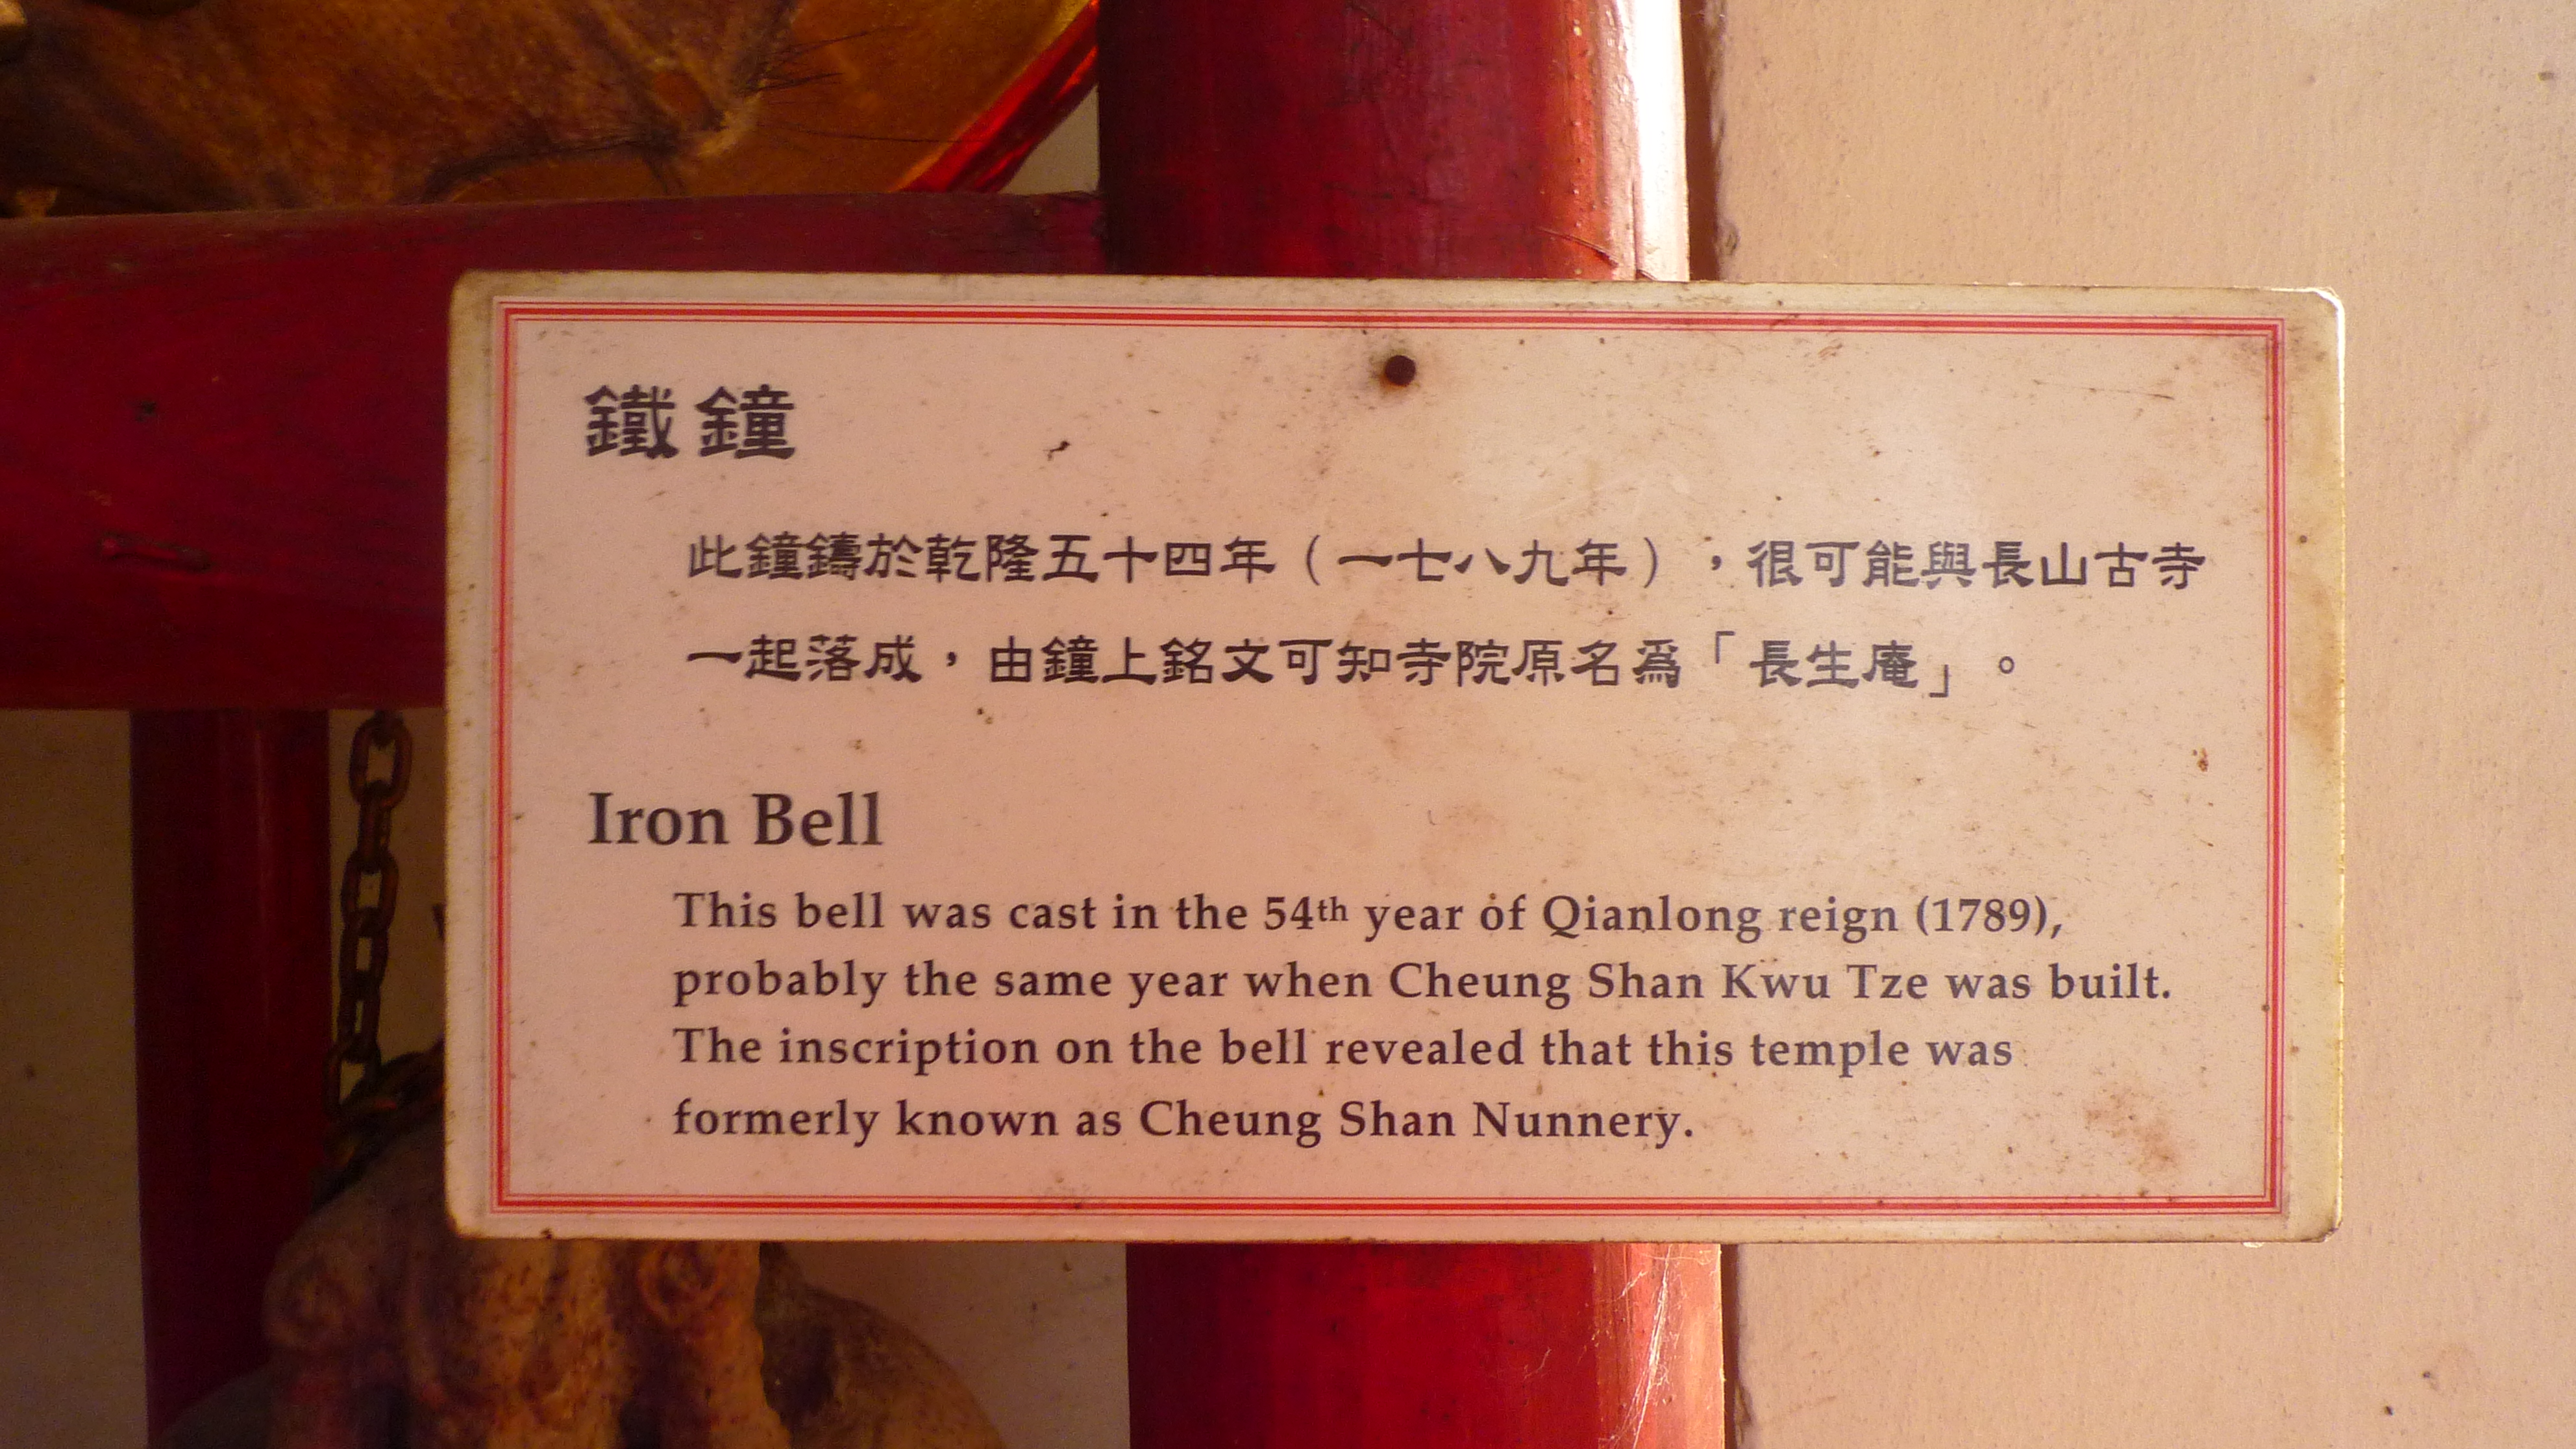 鐵鐘
此鐘鑄於乾隆五十四年（一七八九年），很可能與長山古寺
一起落成，由鐘上銘文可知寺院原名爲「長生庵」。
Iron Bell
This bell was cast in the 54th year of Qianlong reign (1789),
probably the same year when Cheung Shan Kwu Tze was built.
The inscription on the bell revealed that this temple was
formerly known as Cheung Shan Nunnery.